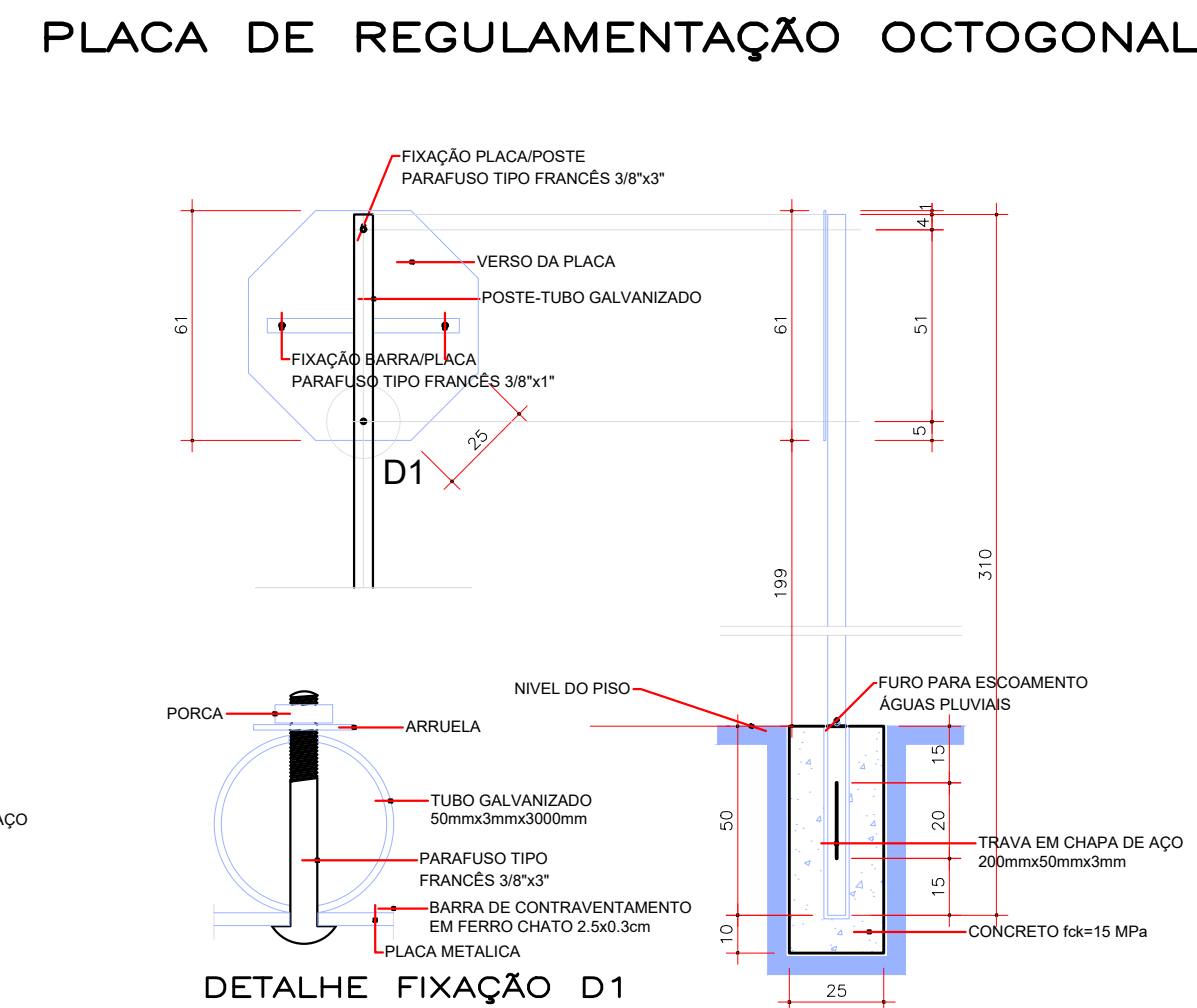 PLACA DE REGULAMENTAÇÃO OCTOGONAL
FIXAÇÃO PLACA/POSTE
PARAFUSO TIPO FRANCÊS 3/8"x3"
VERSO DA PLACA
POSTE-TUBO GALVANIZADO
FIXAÇÃO BARRA/PLACA
PARAFUSO TIPO FRANCÊS 3/8"x1"
61
25
D1
61
199
1
4
51
5
310
NIVEL DO PISO
FURO PARA ESCOAMENTO
ÁGUAS PLUVIAIS
50
10
15
20
15
TRAVA EM CHAPA DE AÇO
200mmx50mmx3mm
CONCRETO fck=15 MPa
25
PORCA
ARRUELA
TUBO GALVANIZADO
50mmx3mmx3000mm
PARAFUSO TIPO
FRANCÊS 3/8"x3"
BARRA DE CONTRAVENTAMENTO
EM FERRO CHATO 2.5x0.3cm
PLACA METALICA
DETALHE FIXAÇÃO D1
AÇO